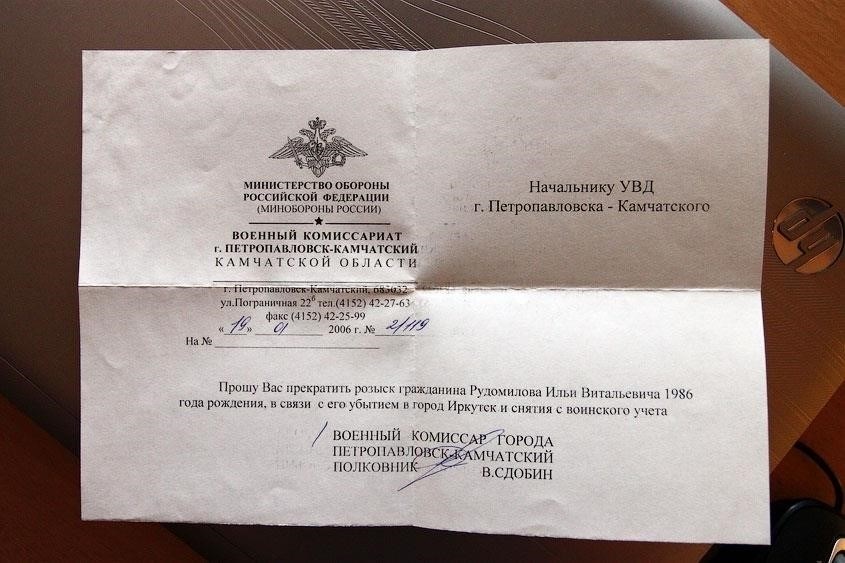 МИНИСТЕРСТВО ОБОРОНЫ
РОССИЙСКОЙ ФЕДЕРАЦИИ
(МИНОБОРОНЫ РОССИИ)
ВОЕННЫЙ КОМИССАРИАТ
г. ПЕТРОПАВЛОВСК-КАМЧАТСКИЙ
КАМЧАТСКОЙ ОБЛАСТИ
г. Петропавловск-Камчатский, 683032
ул.Пограничная 22б тел.(4152) 42-27-63
факс (4152) 42-25-99
« 19 » 01 2006 г. № 2/119
На №
Начальнику УВД
г. Петропавловска - Камчатского
Прошу Вас прекратить розыск гражданина Рудомилова Ильи Витальевича 1986
года рождения, в связи с его убытием в город Иркутск и снятия с воинского учета
ВОЕННЫЙ КОМИССАР ГОРОДА
ПЕТРОПАВЛОВСК-КАМЧАТСКИЙ
ПОЛКОВНИК В.СДОБИН
hp